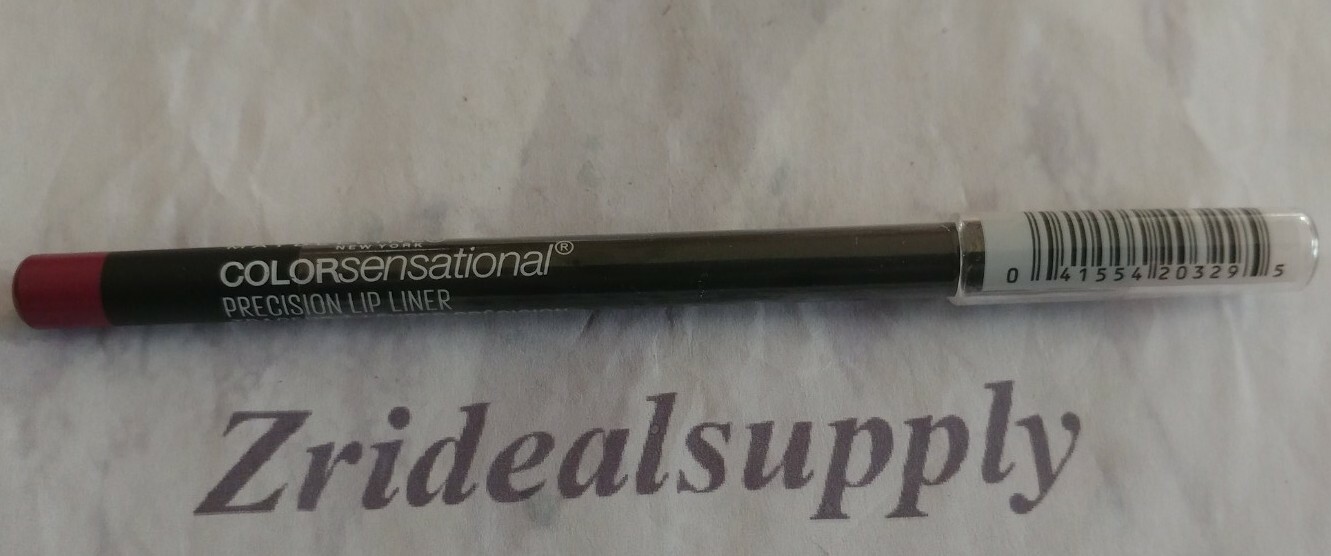 NEW YORK
COLORsensational®
PRECISION LIP LINER
0 41554 20329 5
Zridealsupply